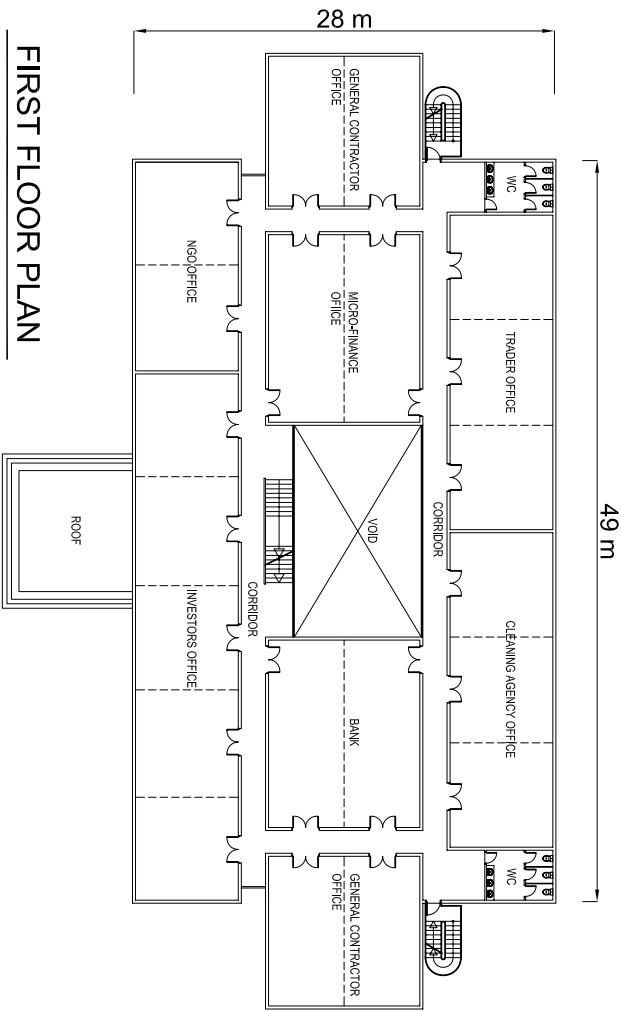 28 m
49 m
FIRST FLOOR PLAN
GENERAL CONTRACTOR
OFFICE
WC
NGO OFFICE
MICRO-FINANCE
OFICE
TRADER OFFICE
ROOF
CORRIDOR
VOID
CORRIDOR
INVESTORS OFFICE
CLEANING AGENCY OFFICE
BANK
GENERAL CONTRACTOR
OFFICE
WC